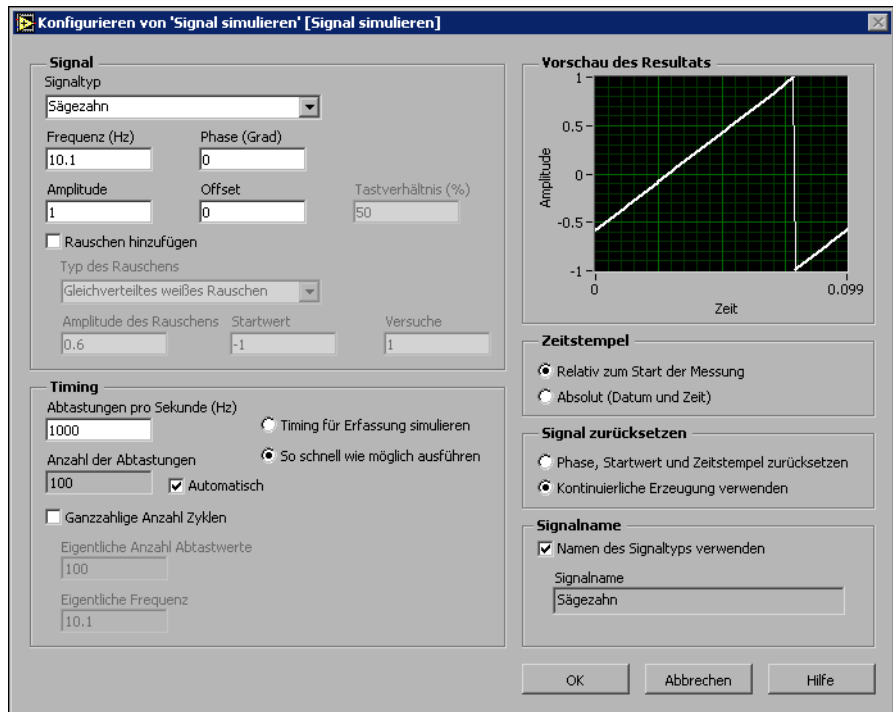 Konfigurieren von 'Signal simulieren' [Signal simulieren]
Signal
Signaltyp
Sägezahn
Frequenz (Hz)
Phase (Grad)
10.1
0
Amplitude
Offset
Tastverhältnis (%)
1
0
50
Rauschen hinzufügen
Typ des Rauschens
Gleichverteiltes weißes Rauschen
Amplitude des Rauschens
Startwert
Versuche
0.6
-1
1
Timing
Abtastungen pro Sekunde (Hz)
1000
Timing für Erfassung simulieren
So schnell wie möglich ausführen
Anzahl der Abtastungen
100
Automatisch
Ganzzahlige Anzahl Zyklen
Eigentliche Anzahl Abtastwerte
100
Eigentliche Frequenz
10.1
Vorschau des Resultats
Amplitude
1
0.5
0
-0.5
-1
0
0.099
Zeit
Zeitstempel
Relativ zum Start der Messung
Absolut (Datum und Zeit)
Signal zurücksetzen
Phase, Startwert und Zeitstempel zurücksetzen
Kontinuierliche Erzeugung verwenden
Signalname
Namen des Signaltyps verwenden
Signalname
Sägezahn
OK
Abbrechen
Hilfe